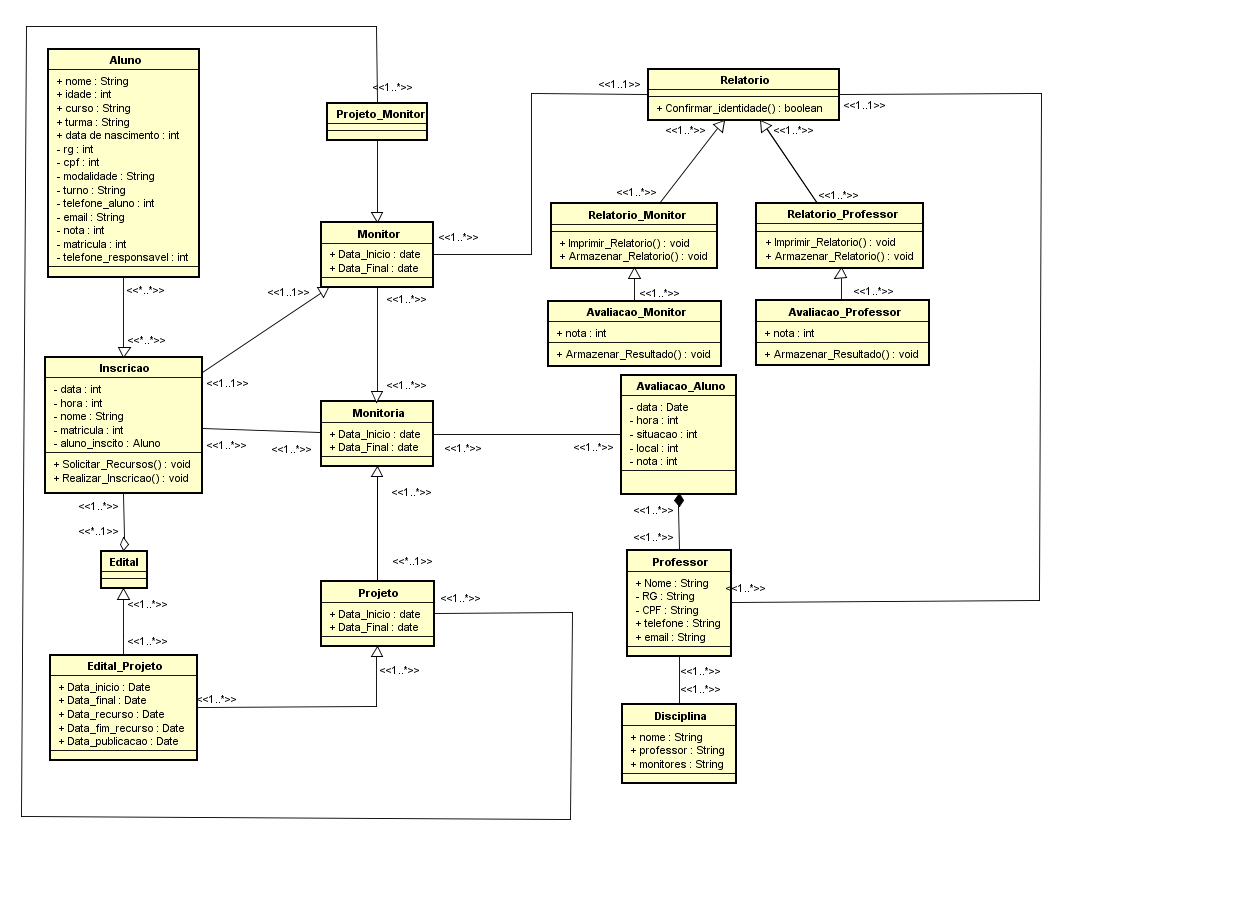 Aluno
+ nome : String
+ idade : int
+ curso : String
+ turma : String
+ data de nascimento : int
- rg : int
- cpf : int
- modalidade : String
- turno : String
- telefone_aluno : int
- email : String
- nota : int
- matricula : int
- telefone_responsavel : int
<<*..*>>
<<*..*>>
<<1..*>>
Projeto_Monitor
Monitor
+ Data_Inicio : date
+ Data_Final : date
<<1..*>>
<<1..1>>
<<1..1>>
<<1..*>>
<<1..*>>
Relatorio
+ Confirmar_identidade() : boolean
<<1..1>>
<<1..1>>
<<1..*>>
<<1..*>>
<<1..*>>
<<1..*>>
Relatorio_Monitor
+ Imprimir_Relatorio() : void
+ Armazenar_Relatorio() : void
Relatorio_Professor
+ Imprimir_Relatorio() : void
+ Armazenar_Relatorio() : void
<<1..*>>
<<1..*>>
Avaliacao_Monitor
+ nota : int
+ Armazenar_Resultado() : void
Avaliacao_Professor
+ nota : int
+ Armazenar_Resultado() : void
Inscricao
- data : int
- hora : int
- nome : String
- matricula : int
- aluno_inscito : Aluno
+ Solicitar_Recursos() : void
+ Realizar_Inscricao() : void
<<1..*>>
<<1..*>>
Monitoria
+ Data_Inicio : date
+ Data_Final : date
<<1..*>>
<<1..*>>
Avaliacao_Aluno
- data : Date
- hora : int
- situacao : int
- local : int
- nota : int
<<1..*>>
<<1..*>>
<<1..*>>
<<*..1>>
<<1..*>>
<<*..1>>
Edital
<<1..*>>
<<1..*>>
Edital_Projeto
+ Data_inicio : Date
+ Data_final : Date
+ Data_recurso : Date
+ Data_fim_recurso : Date
+ Data_publicacao : Date
<<1..*>>
Projeto
+ Data_Inicio : date
+ Data_Final : date
<<1..*>>
<<1..*>>
Professor
+ Nome : String
- RG : String
- CPF : String
+ telefone : String
+ email : String
<<1..*>>
<<1..*>>
<<1..*>>
Disciplina
+ nome : String
+ professor : String
+ monitores : String